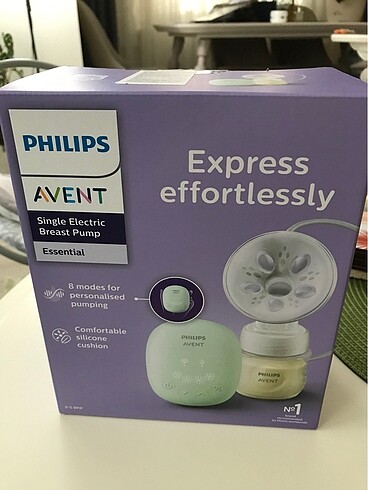 PHILIPS
AVENT
Single Electric
Breast Pump
Essential
Express
effortlessly
8 modes for
personalised
pumping
Comfortable
silicone
cushion
PHILIPS
AVENT
PHILIPS
AVENT
Nº1